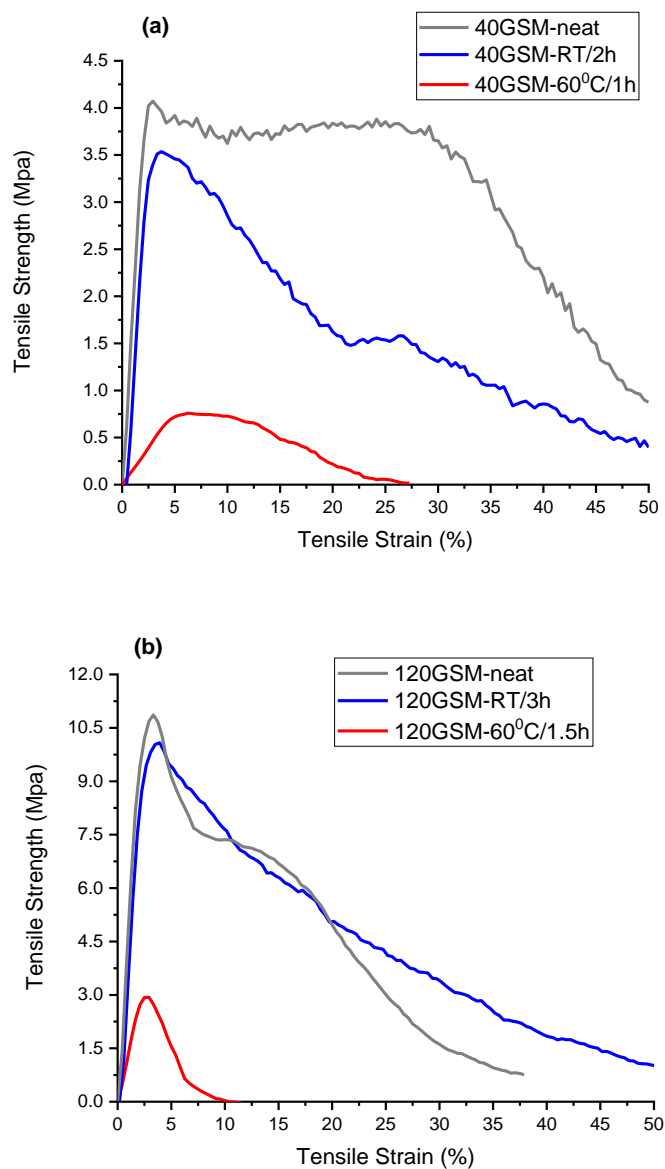 (a)
40GSM-neat
40GSM-RT/2h
40GSM-60⁰C/1h
4.5
4.0
3.5
3.0
2.5
2.0
1.5
1.0
0.5
0.0
Tensile Strength (Mpa)
0 5 10 15 20 25 30 35 40 45 50
Tensile Strain (%)
(b)
120GSM-neat
120GSM-RT/3h
120GSM-60⁰C/1.5h
12.0
10.5
9.0
7.5
6.0
4.5
3.0
1.5
0.0
Tensile Strength (Mpa)
0 5 10 15 20 25 30 35 40 45 50
Tensile Strain (%)